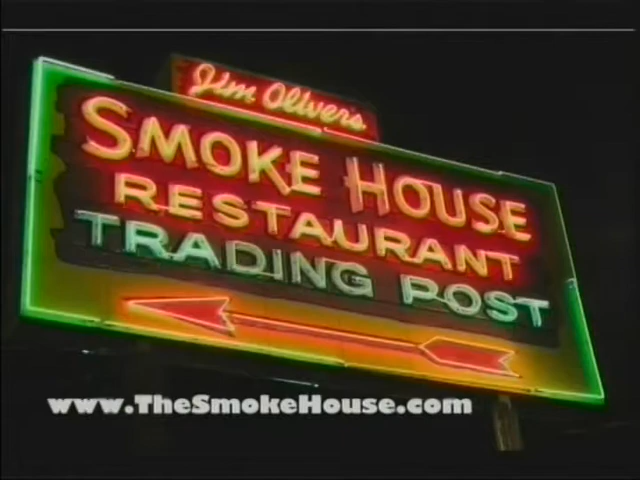 Jim Oliver's
SMOKE HOUSE
RESTAURANT
TRADING POST
www.TheSmokeHouse.com